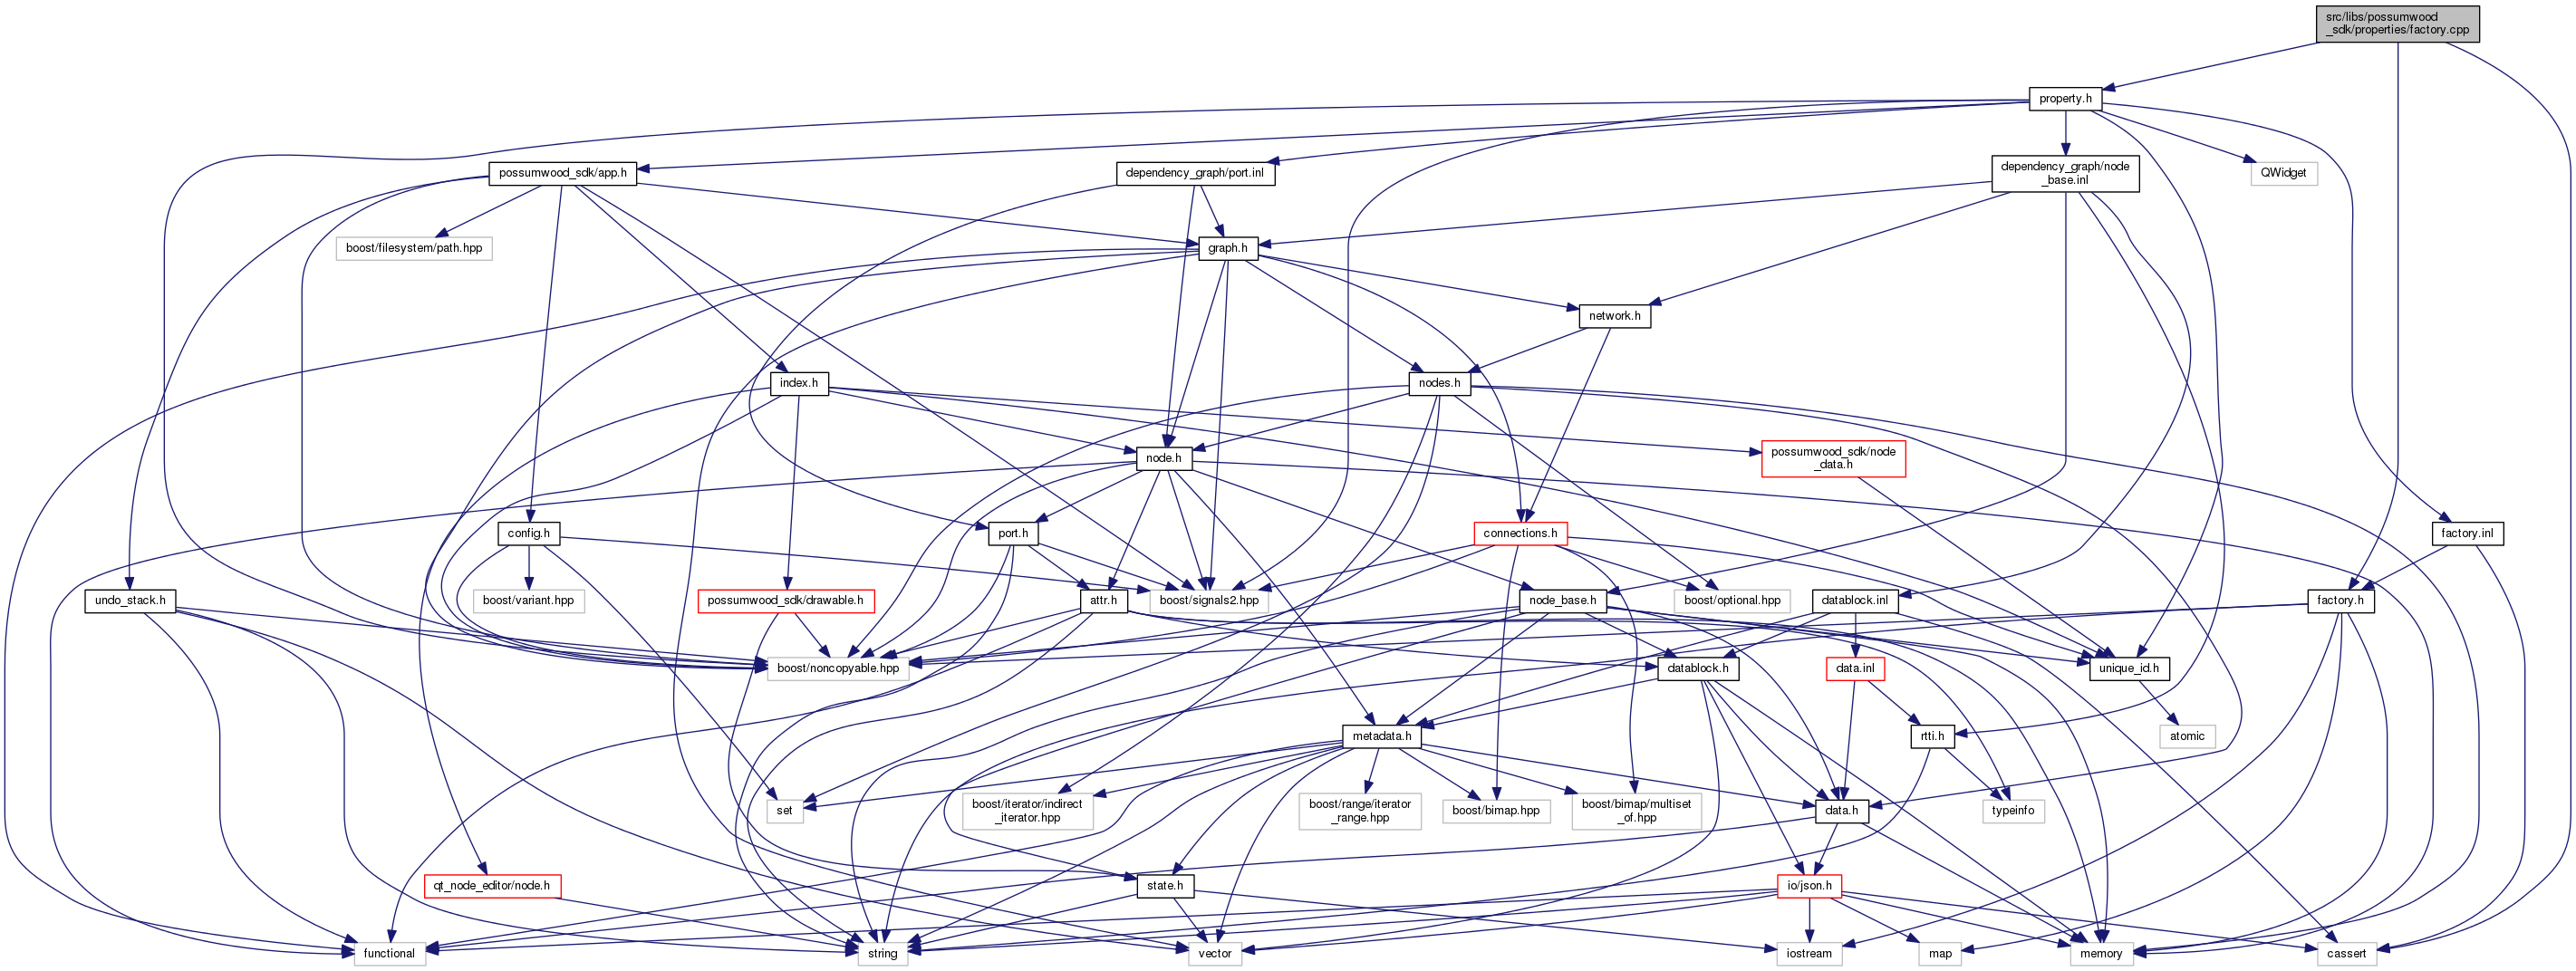 src/libs/possumwood
_sdk/properties/factory.cpp
property.h
possumwood_sdk/app.h
dependency_graph/port.inl
dependency_graph/node
_base.inl
QWidget
boost/filesystem/path.hpp
graph.h
network.h
index.h
nodes.h
node.h
possumwood_sdk/node
_data.h
config.h
port.h
connections.h
factory.inl
undo_stack.h
boost/variant.hpp
possumwood_sdk/drawable.h
attr.h
boost/signals2.hpp
node_base.h
boost/optional.hpp
datablock.inl
factory.h
boost/noncopyable.hpp
datablock.h
data.inl
unique_id.h
metadata.h
rtti.h
atomic
set
boost/iterator/indirect
_iterator.hpp
boost/range/iterator
_range.hpp
boost/bimap.hpp
boost/bimap/multiset
_of.hpp
data.h
typeinfo
qt_node_editor/node.h
state.h
io/json.h
functional
string
vector
iostream
map
memory
cassert